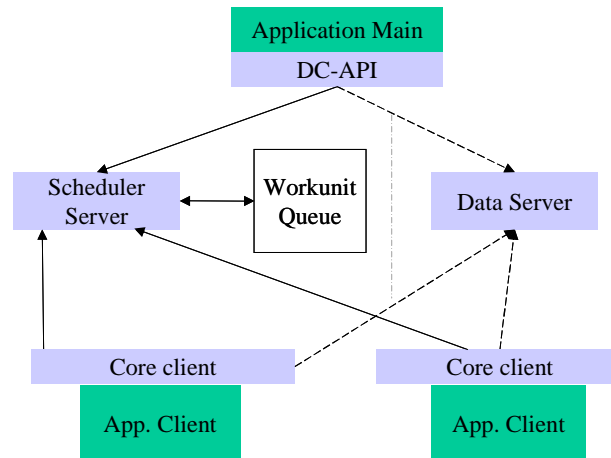 Application Main
DC-API
Scheduler
Server
Workunit
Queue
Data Server
Core client
Core client
App. Client
App. Client